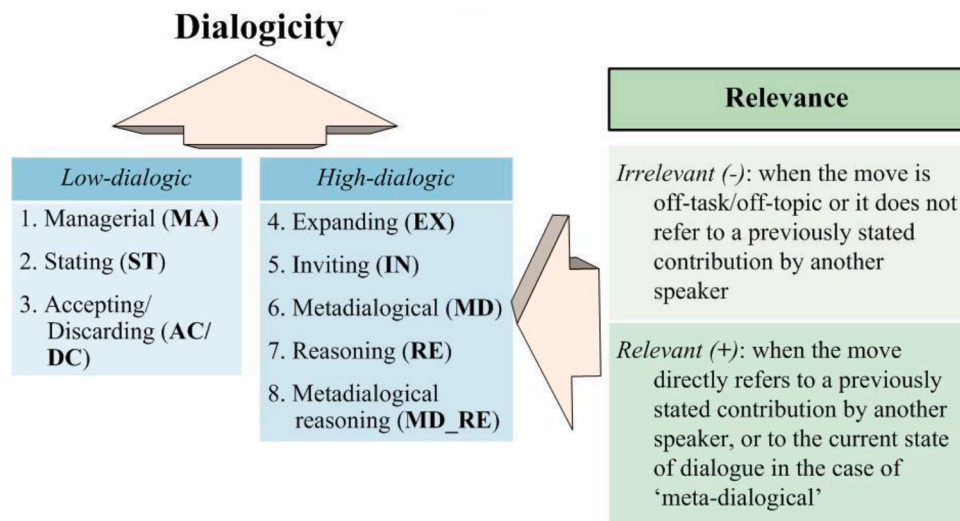 Dialogicity
Low-dialogic
1. Managerial (MA)
2. Stating (ST)
3. Accepting/
Discarding (AC/
DC)
High-dialogic
4. Expanding (EX)
5. Inviting (IN)
6. Metadialogical (MD)
7. Reasoning (RE)
8. Metadialogical
reasoning (MD_RE)
Relevance
Irrelevant (-): when the move is
off-task/off-topic or it does not
refer to a previously stated
contribution by another
speaker
Relevant (+): when the move
directly refers to a previously
stated contribution by another
speaker, or to the current state
of dialogue in the case of
‘meta-dialogical’